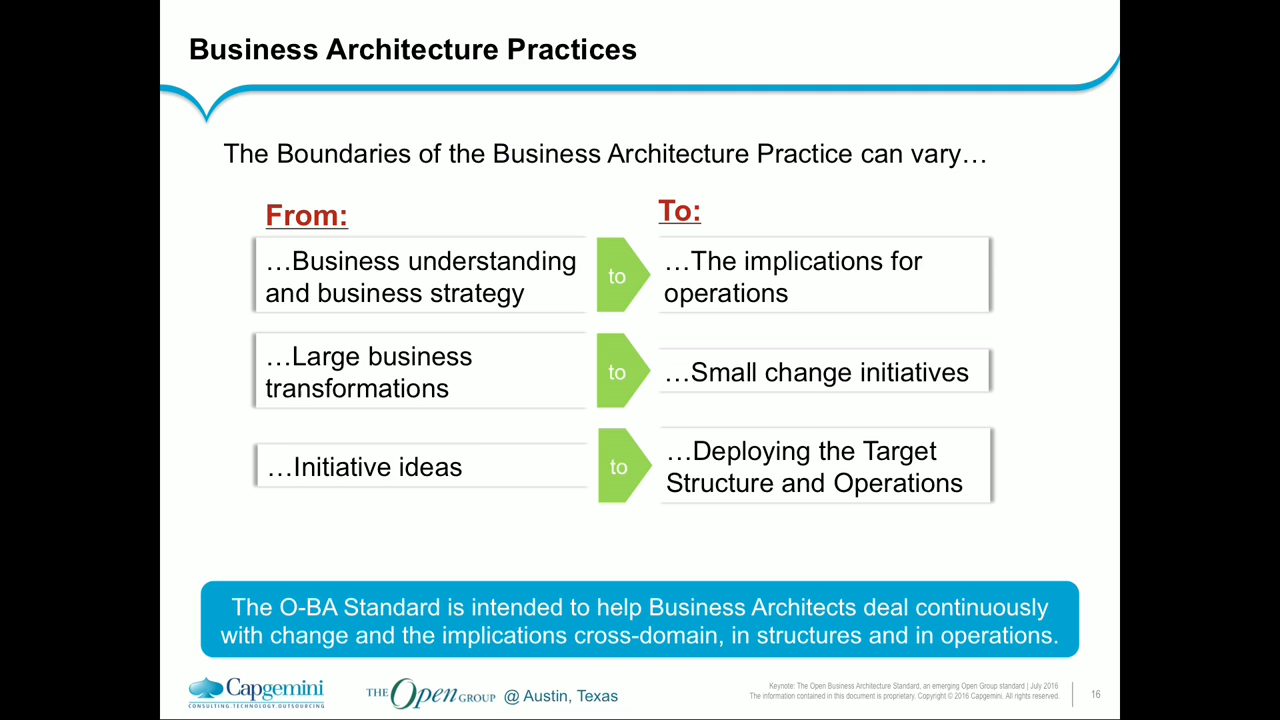 Business Architecture Practices
The Boundaries of the Business Architecture Practice can vary…
From:
To:
…Business understanding
and business strategy
to
…The implications for
operations
…Large business
transformations
to
…Small change initiatives
…Initiative ideas
to
…Deploying the Target
Structure and Operations
The O-BA Standard is intended to help Business Architects deal continuously
with change and the implications cross-domain, in structures and in operations.
Capgemini
CONSULTING.TECHNOLOGY.OUTSOURCING
THE Open GROUP @ Austin, Texas
Keynote: The Open Business Architecture Standard, an emerging Open Group standard | July 2016
The information contained in this document is proprietary. Copyright © 2016 Capgemini. All rights reserved.
16